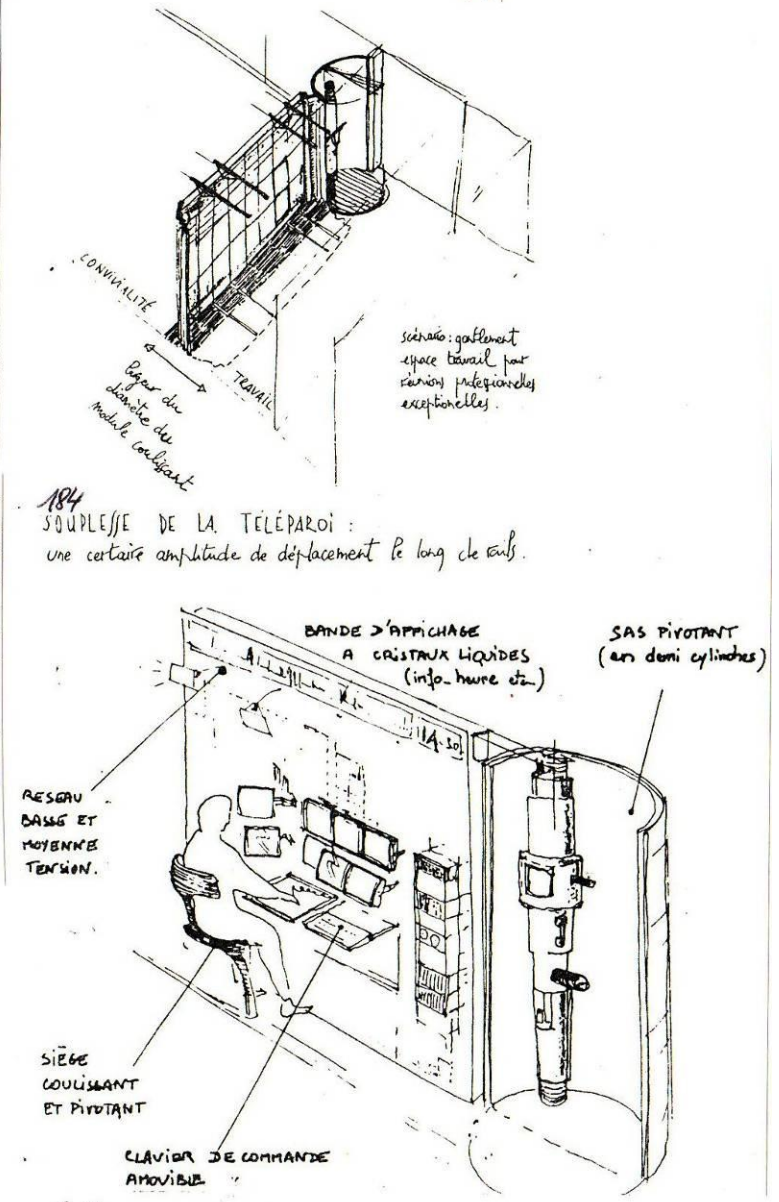 CONVIVIALITÉ
TRAVAIL
largeur du
diamètre du
module coulissant
scénario: gonflement
espace travail pour
réunions professionnelles
exceptionelles.
184
SOUPLESSE DE LA TÉLÉPAROI :
une certaine amplitude de déplacement le long de rails.
BANDE D'AFFICHAGE
A CRISTAUX LIQUIDES
(info_heure etc)
SAS PIVOTANT
(en demi cylindres)
RESEAU
BASSE ET
MOYENNE
TENSION.
SIÈGE
COULISSANT
ET PIVOTANT
CLAVIER DE COMMANDE
AMOVIBLE